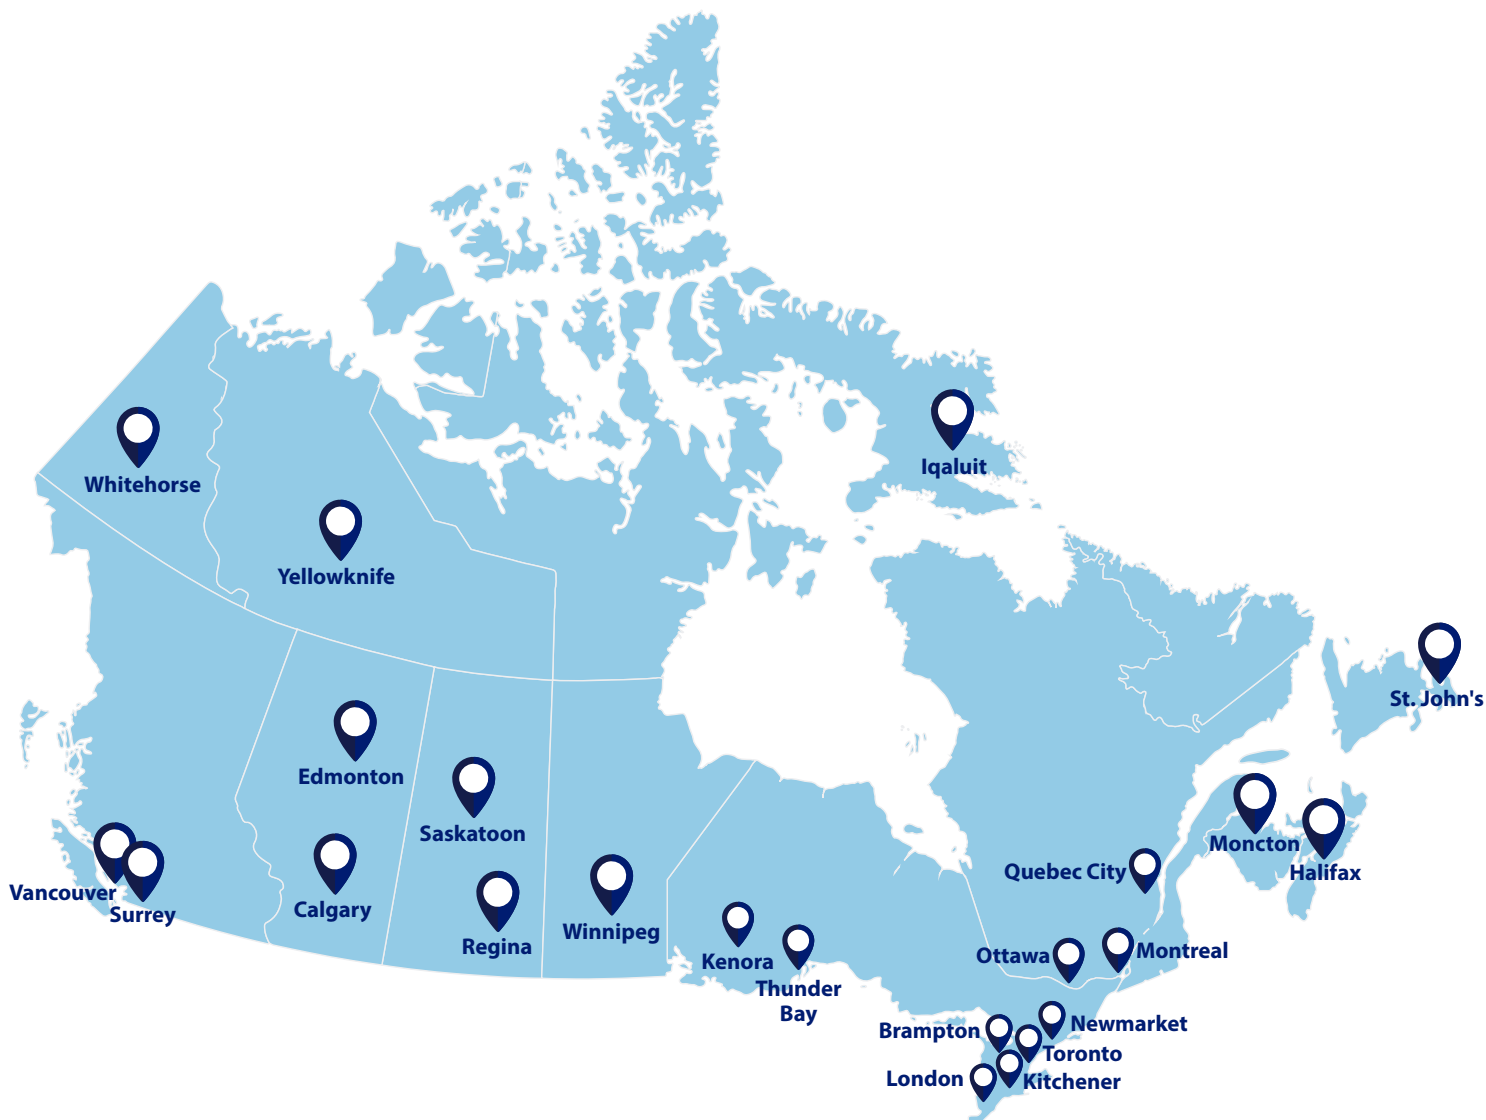 Iqaluit
Whitehorse
Yellowknife
St. John's
Edmonton
Saskatoon
Moncton
Halifax
Quebec City
Vancouver
Surrey
Calgary
Regina
Winnipeg
Kenora
Thunder
Bay
Ottawa
Montreal
Newmarket
Brampton
Toronto
London
Kitchener